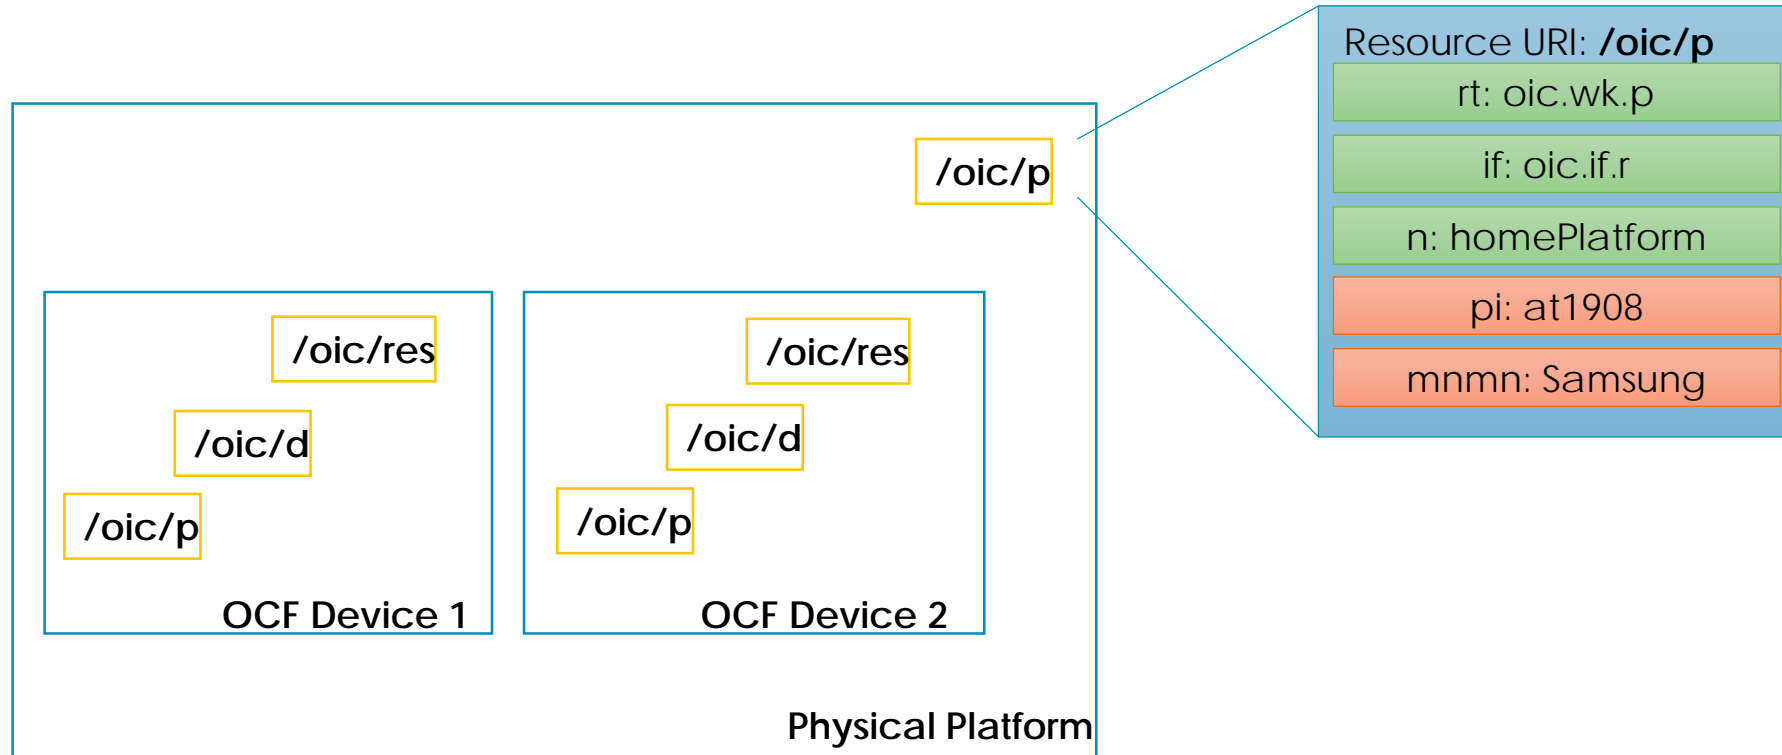 Resource URI: /oic/p
rt: oic.wk.p
if: oic.if.r
n: homePlatform
pi: at1908
mnmn: Samsung
/oic/p
/oic/res
/oic/d
/oic/p
OCF Device 1
/oic/res
/oic/d
/oic/p
OCF Device 2
Physical Platform